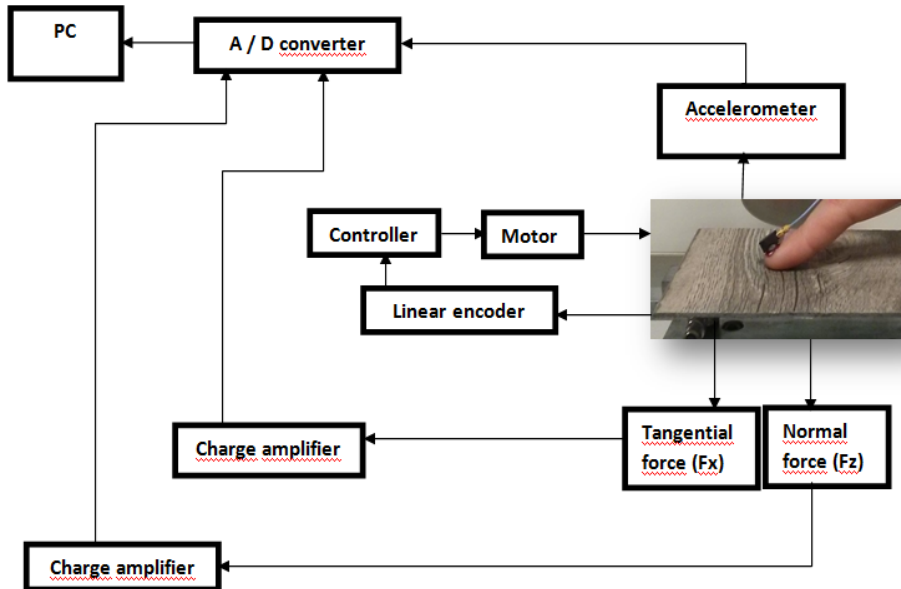 PC
A / D converter
Accelerometer
Controller
Motor
Linear encoder
Tangential
force (Fx)
Normal
force (Fz)
Charge amplifier
Charge amplifier